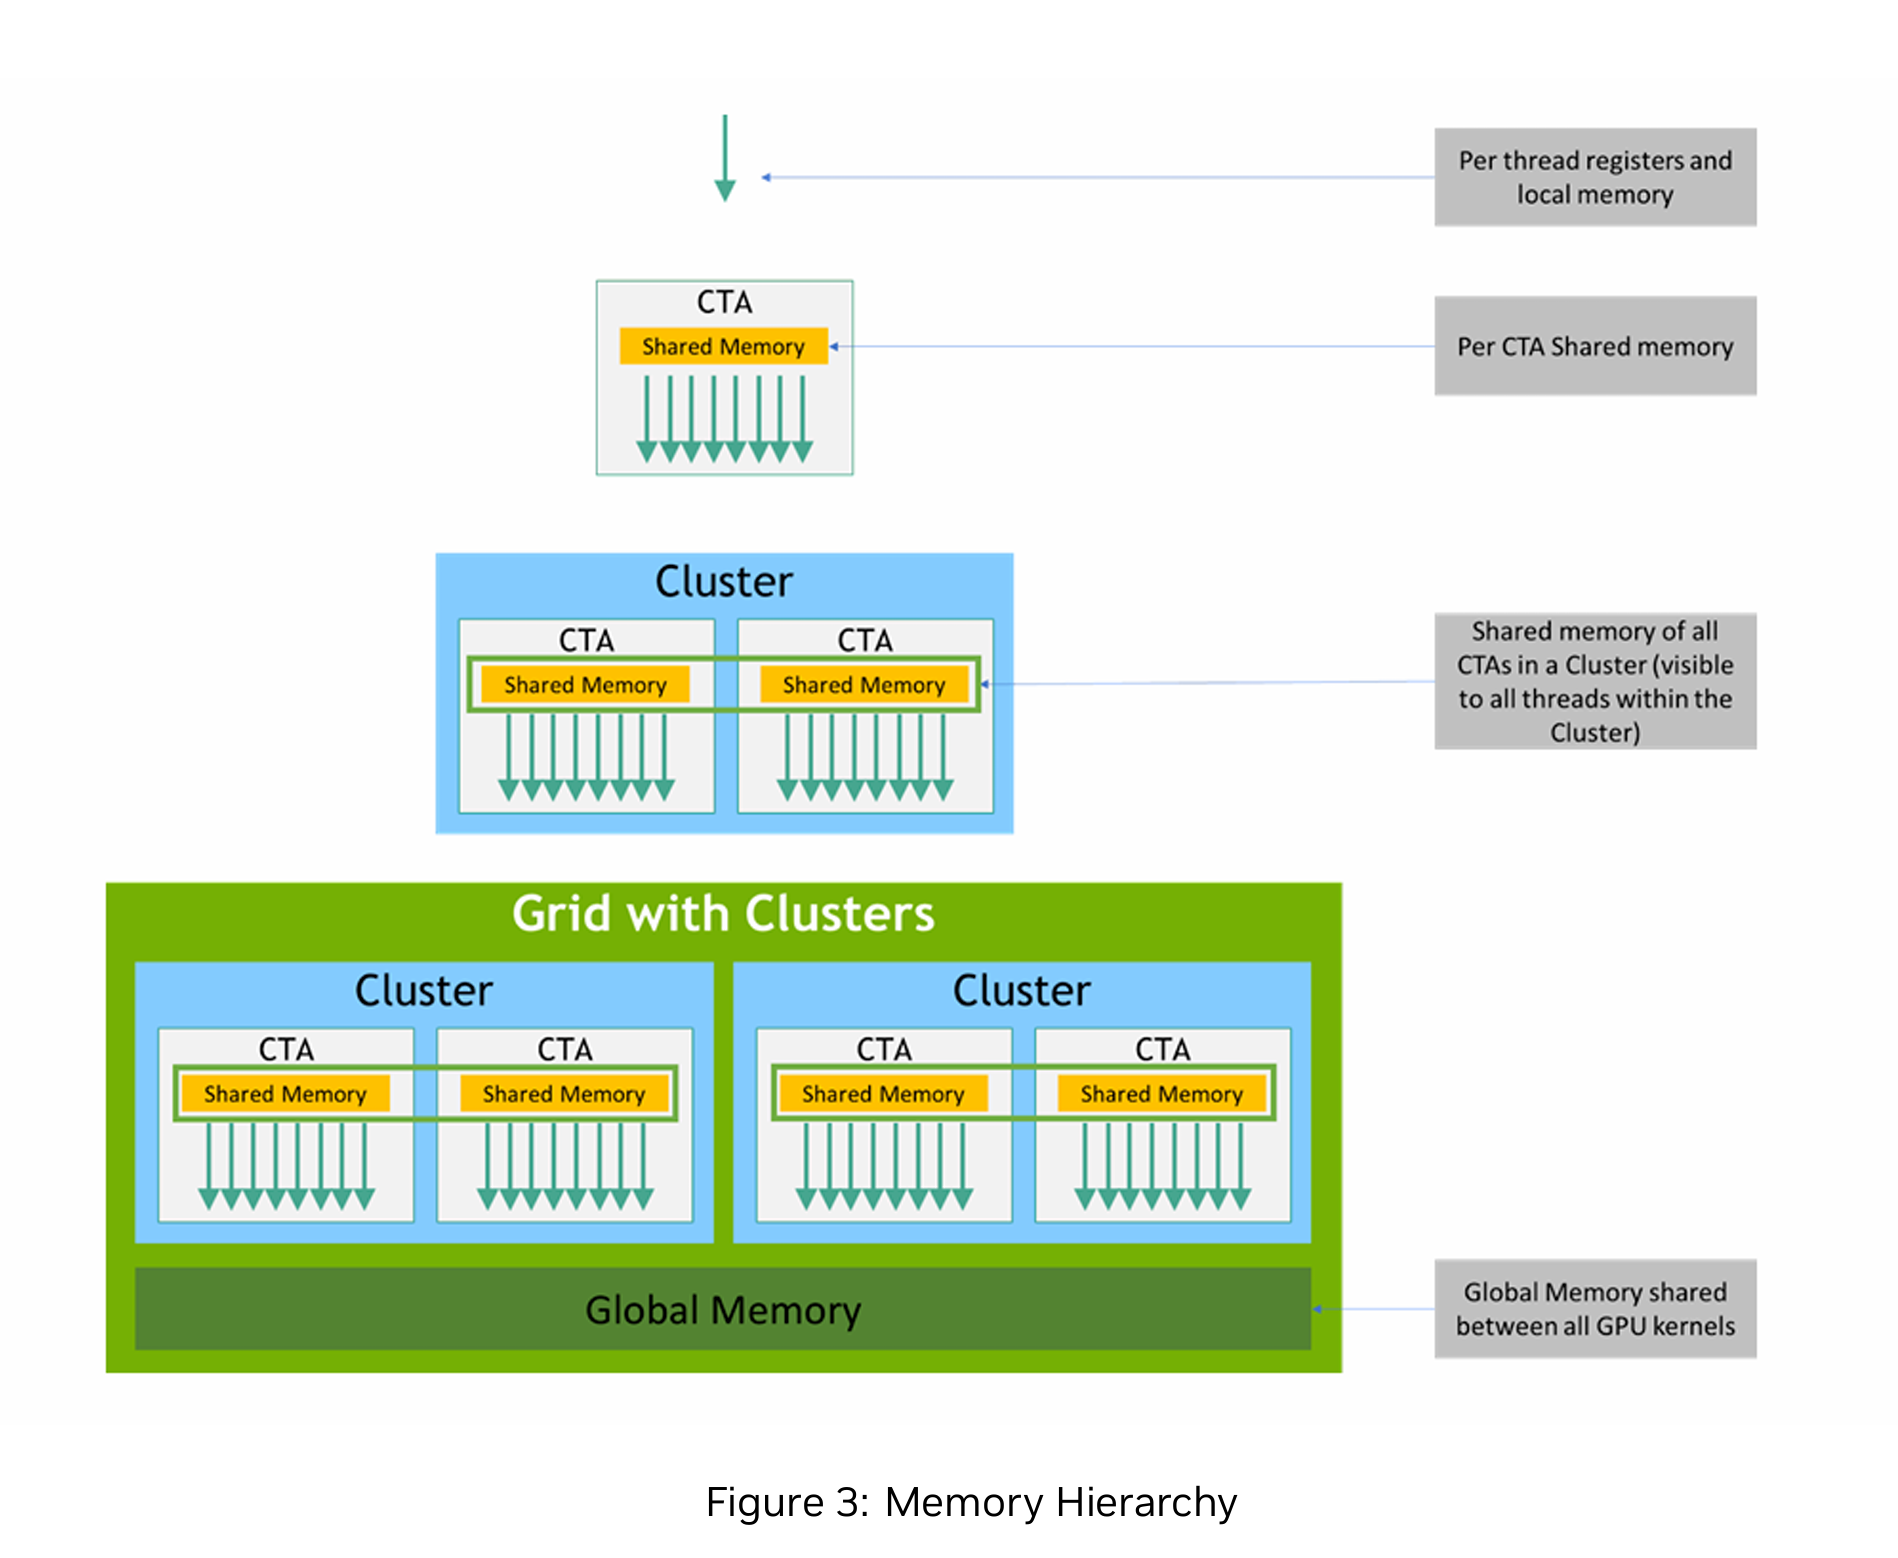 Per thread registers and
local memory
CTA
Shared Memory
Per CTA Shared memory
Cluster
CTA
CTA
Shared Memory
Shared Memory
Shared memory of all
CTAs in a Cluster (visible
to all threads within the
Cluster)
Grid with Clusters
Cluster
Cluster
CTA
CTA
CTA
CTA
Shared Memory
Shared Memory
Shared Memory
Shared Memory
Global Memory
Global Memory shared
between all GPU kernels
Figure 3: Memory Hierarchy